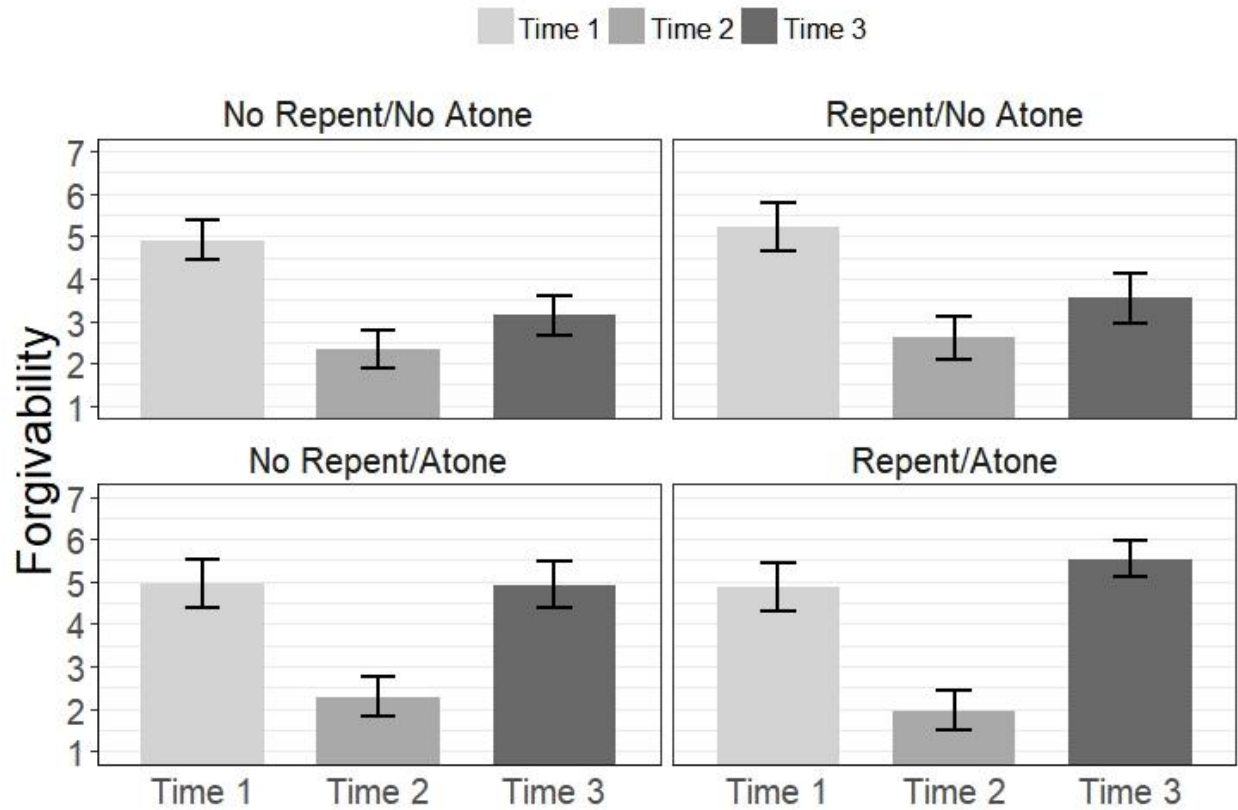 Time 1 Time 2 Time 3
No Repent/No Atone
Repent/No Atone
7
6
5
4
3
2
1
Forgivability
No Repent/Atone
Repent/Atone
7
6
5
4
3
2
1
Time 1 Time 2 Time 3
Time 1 Time 2 Time 3